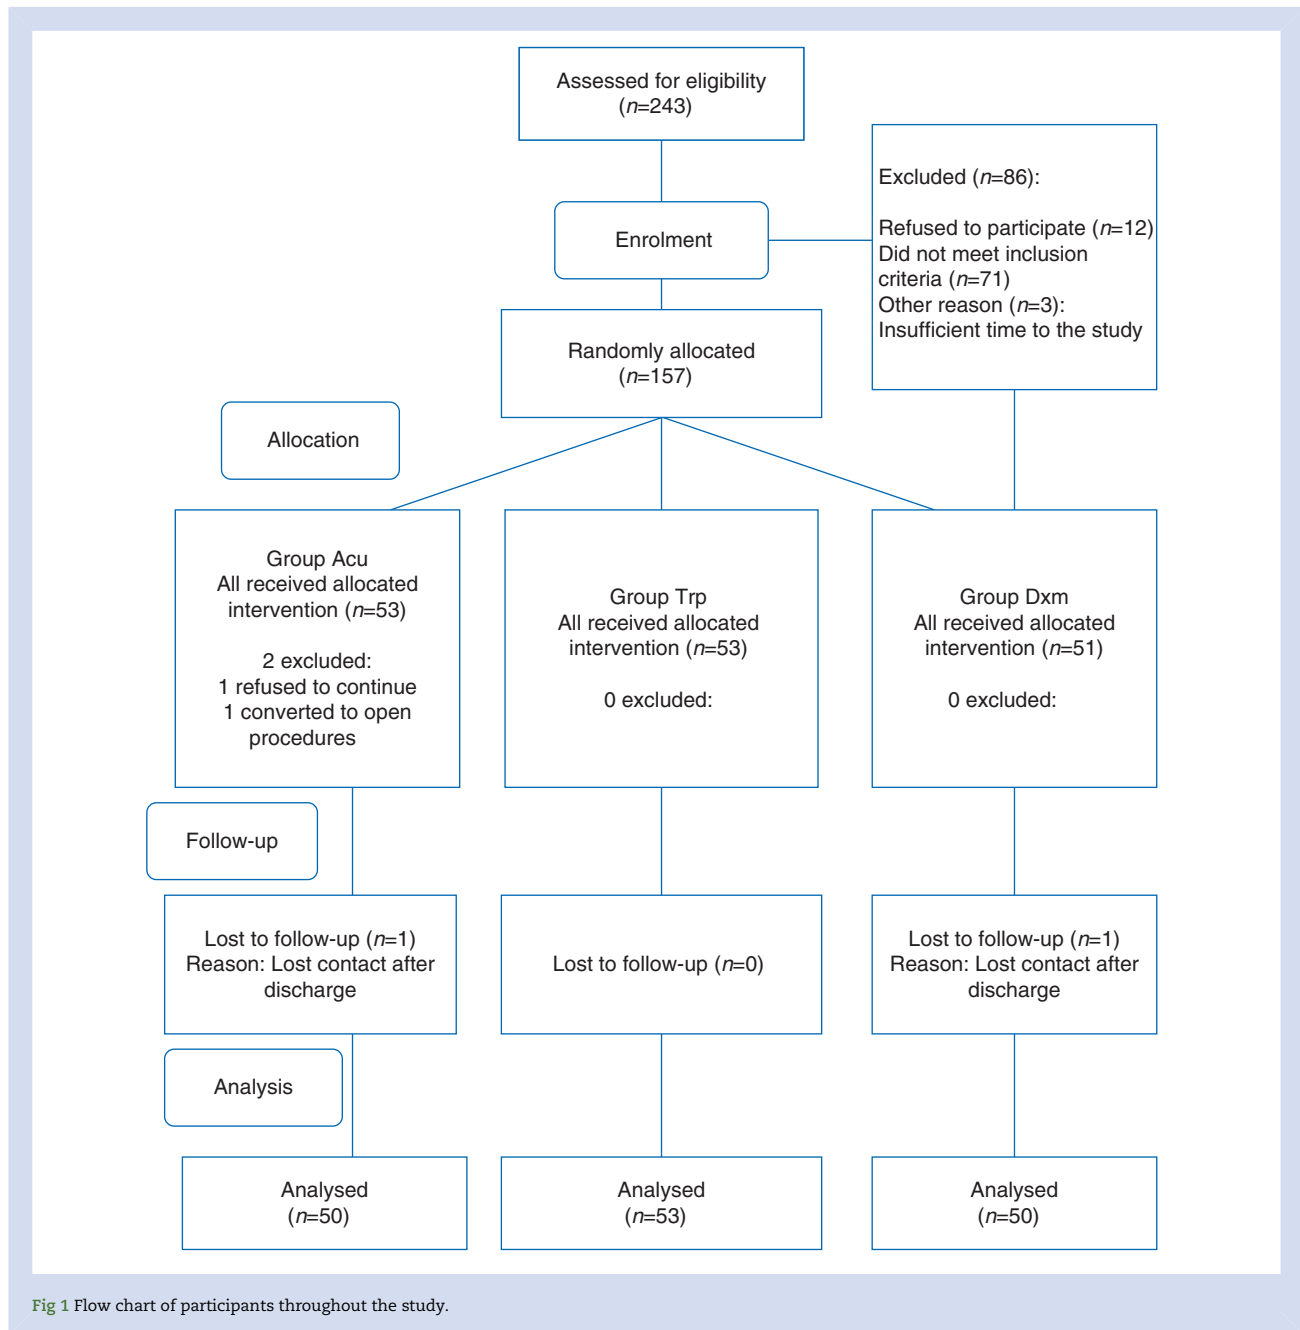 Assessed for eligibility
(n=243)
Excluded (n=86):
Refused to participate (n=12)
Did not meet inclusion
criteria (n=71)
Other reason (n=3):
Insufficient time to the study
Enrolment
Randomly allocated
(n=157)
Allocation
Group Acu
All received allocated
intervention (n=53)
2 excluded:
1 refused to continue
1 converted to open
procedures
Group Trp
All received allocated
intervention (n=53)
0 excluded:
Group Dxm
All received allocated
intervention (n=51)
0 excluded:
Follow-up
Lost to follow-up (n=1)
Reason: Lost contact after
discharge
Lost to follow-up (n=0)
Lost to follow-up (n=1)
Reason: Lost contact after
discharge
Analysis
Analysed
(n=50)
Analysed
(n=53)
Analysed
(n=50)
Fig 1 Flow chart of participants throughout the study.